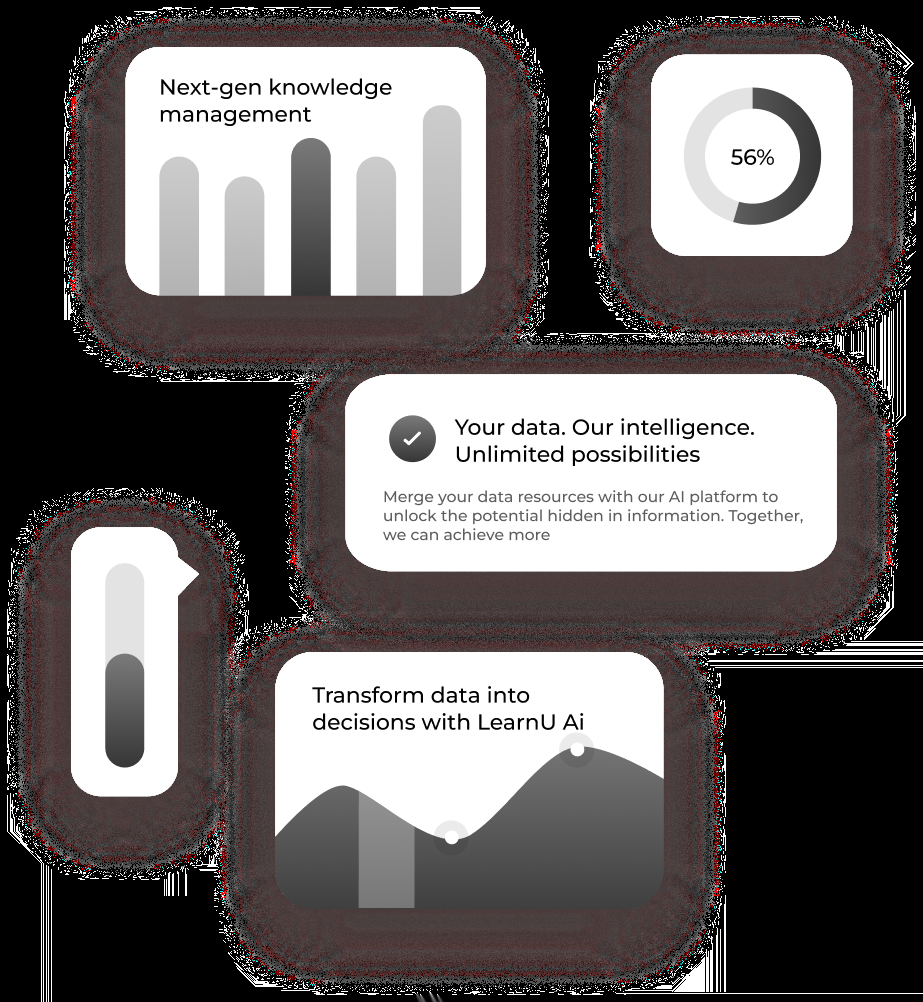 Next-gen knowledge
management
56%
Your data. Our intelligence.
Unlimited possibilities
Merge your data resources with our AI platform to
unlock the potential hidden in information. Together,
we can achieve more
Transform data into
decisions with LearnU Ai